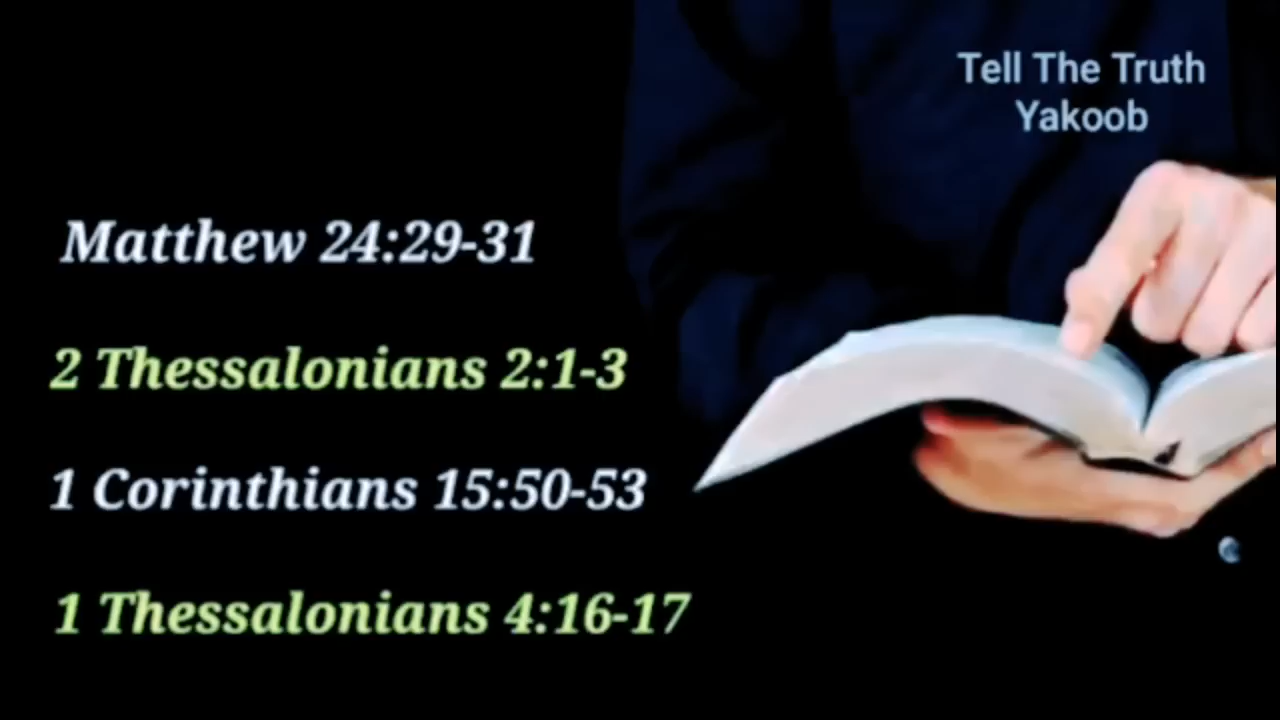 Tell The Truth
Yakoob
Matthew 24:29-31
2 Thessalonians 2:1-3
1 Corinthians 15:50-53
1 Thessalonians 4:16-17